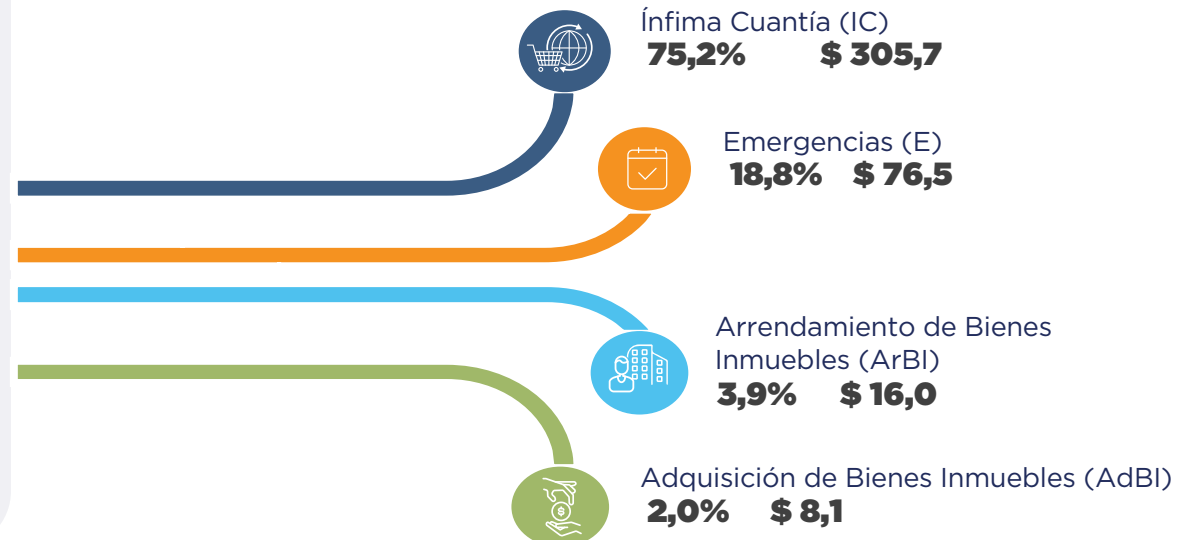 Ínfima Cuantía (IC)
75,2% $ 305,7
Emergencias (E)
18,8% $ 76,5
Arrendamiento de Bienes
Inmuebles (ArBI)
3,9% $ 16,0
Adquisición de Bienes Inmuebles (AdBI)
2,0% $ 8,1